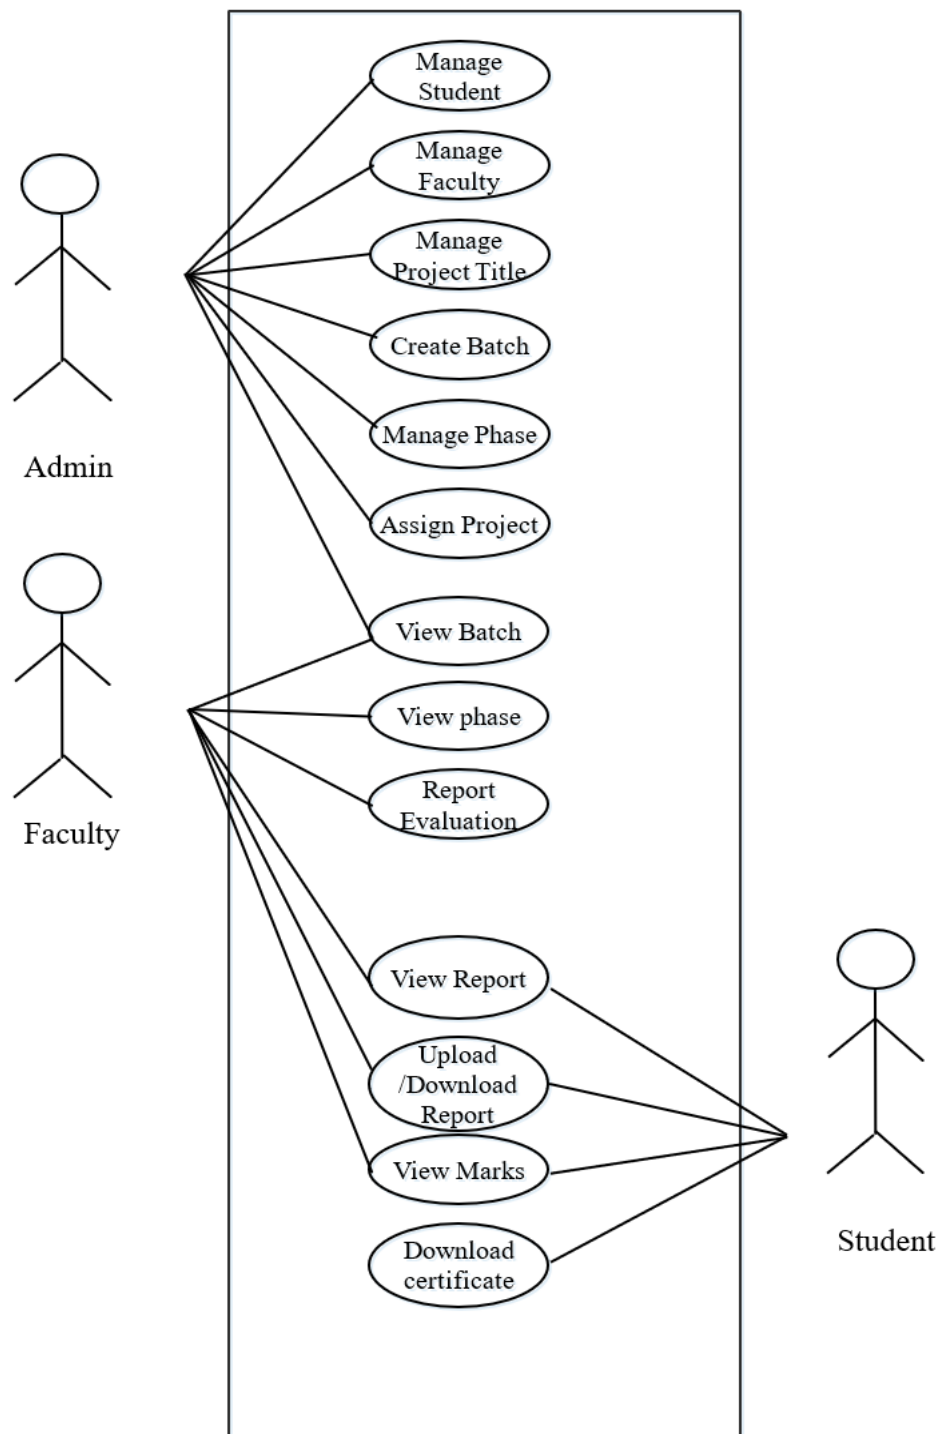 Manage
Student
Manage
Faculty
Manage
Project Title
Create Batch
Manage Phase
Admin
Assign Project
View Batch
View phase
Report
Evaluation
Faculty
View Report
Upload
/Download
Report
View Marks
Student
Download
certificate